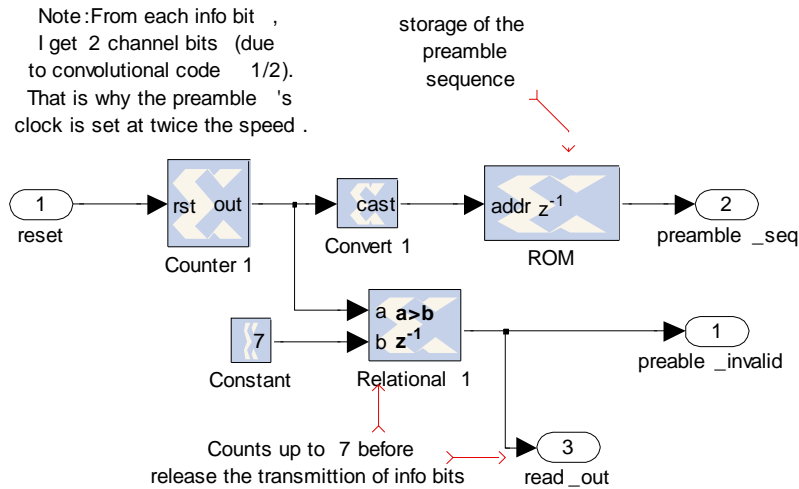 Note:From each info bit ,
I get 2 channel bits (due
to convolutional code 1/2).
That is why the preamble 's
clock is set at twice the speed .
storage of the
preamble
sequence
1
reset
rst out
Counter 1
cast
Convert 1
addr z-1
ROM
2
preamble _seq
7
Constant
a a>b
b z-1
Relational 1
1
preable _invalid
Counts up to 7 before
release the transmittion of info bits
3
read _out